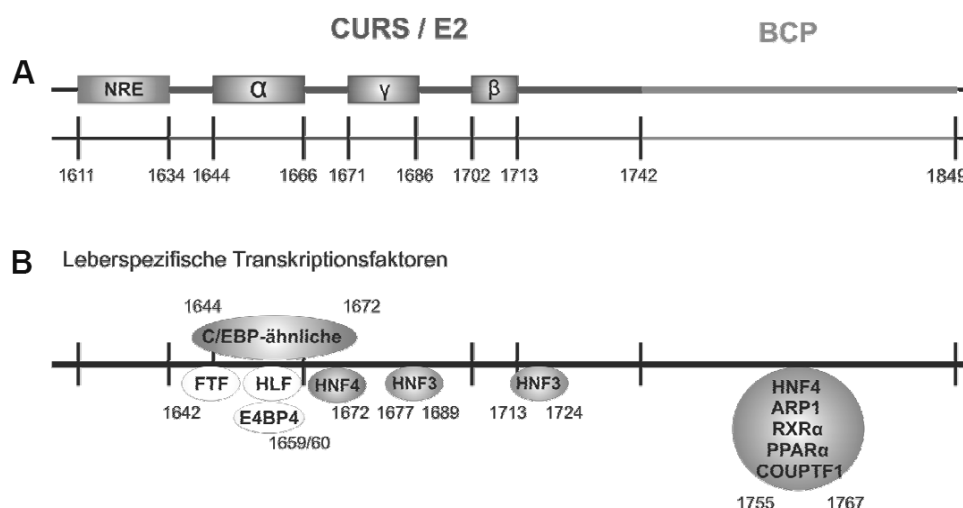 CURS / E2 BCP
A
NRE α γ β
1611 1634 1644 1666 1671 1686 1702 1713 1742 1849
B Leberspezifische Transkriptionsfaktoren
1644 1672
C/EBP-ähnliche
FTF HLF HNF4 HNF3 HNF3
1642 1672 1677 1689 1713 1724
E4BP4
1659/60
HNF4
ARP1
RXRα
PPARα
COUPTF1
1755 1767